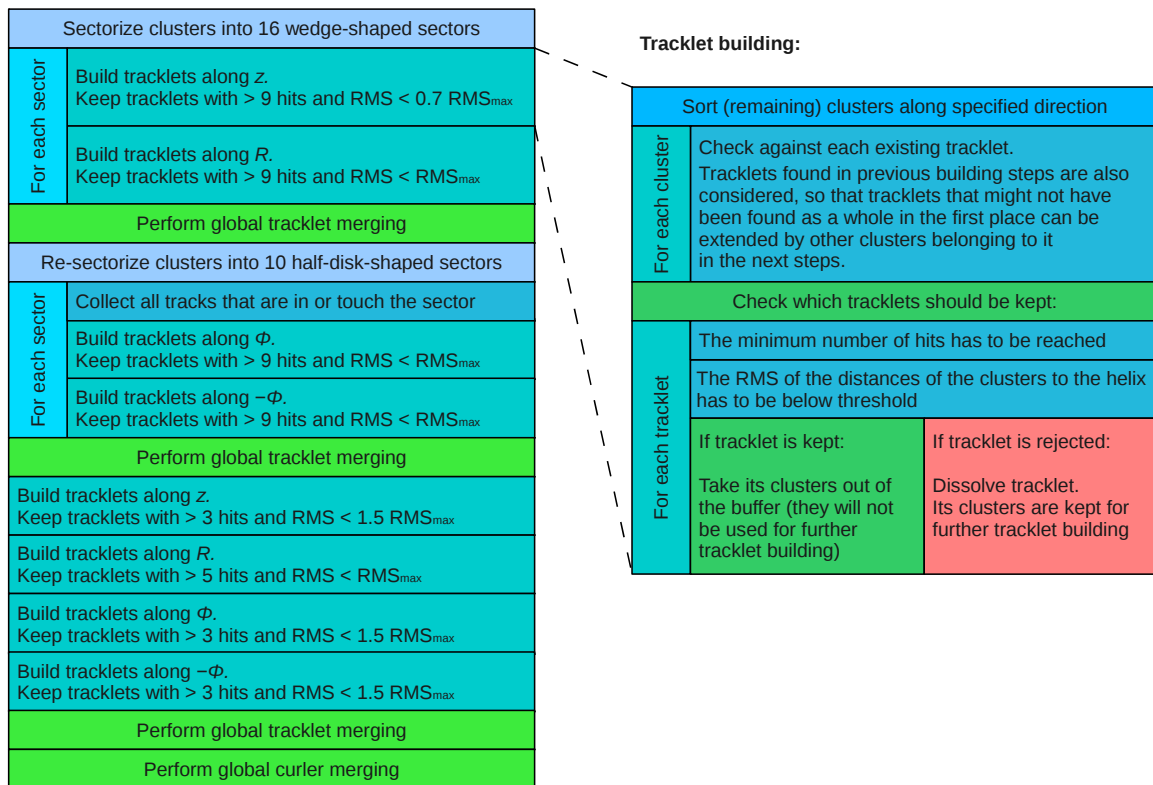 Sectorize clusters into 16 wedge-shaped sectors
For each sector
Build tracklets along z.
Keep tracklets with > 9 hits and RMS < 0.7 RMSmax
Build tracklets along R.
Keep tracklets with > 9 hits and RMS < RMSmax
Perform global tracklet merging
Re-sectorize clusters into 10 half-disk-shaped sectors
For each sector
Collect all tracks that are in or touch the sector
Build tracklets along Φ.
Keep tracklets with > 9 hits and RMS < RMSmax
Build tracklets along −Φ.
Keep tracklets with > 9 hits and RMS < RMSmax
Perform global tracklet merging
Build tracklets along z.
Keep tracklets with > 3 hits and RMS < 1.5 RMSmax
Build tracklets along R.
Keep tracklets with > 5 hits and RMS < RMSmax
Build tracklets along Φ.
Keep tracklets with > 3 hits and RMS < 1.5 RMSmax
Build tracklets along −Φ.
Keep tracklets with > 3 hits and RMS < 1.5 RMSmax
Perform global tracklet merging
Perform global curler merging
Tracklet building:
Sort (remaining) clusters along specified direction
For each cluster
Check against each existing tracklet.
Tracklets found in previous building steps are also
considered, so that tracklets that might not have
been found as a whole in the first place can be
extended by other clusters belonging to it
in the next steps.
Check which tracklets should be kept:
For each tracklet
The minimum number of hits has to be reached
The RMS of the distances of the clusters to the helix
has to be below threshold
If tracklet is kept:
Take its clusters out of
the buffer (they will not
be used for further
tracklet building)
If tracklet is rejected:
Dissolve tracklet.
Its clusters are kept for
further tracklet building